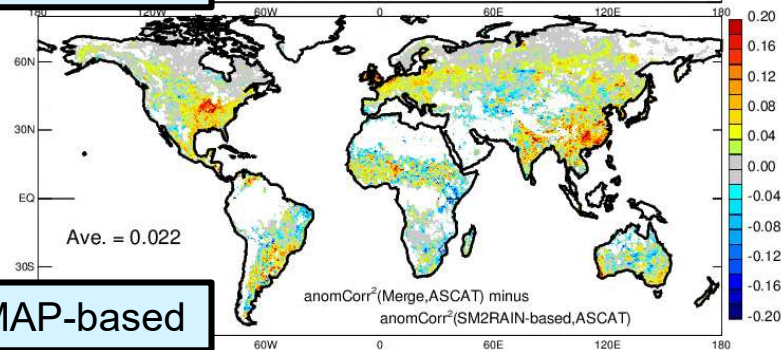 180 120W 60W 0 60E 120E 180
0.20
0.16
60N
0.12
0.08
30N
0.04
0.00
EQ
-0.04
-0.08
Ave. = 0.022
-0.12
30S
anomCorr²(Merge,ASCAT) minus
-0.16
MAP-based
anomCorr²(SM2RAIN-based,ASCAT)
-0.20
60W 0 60E 120E 180